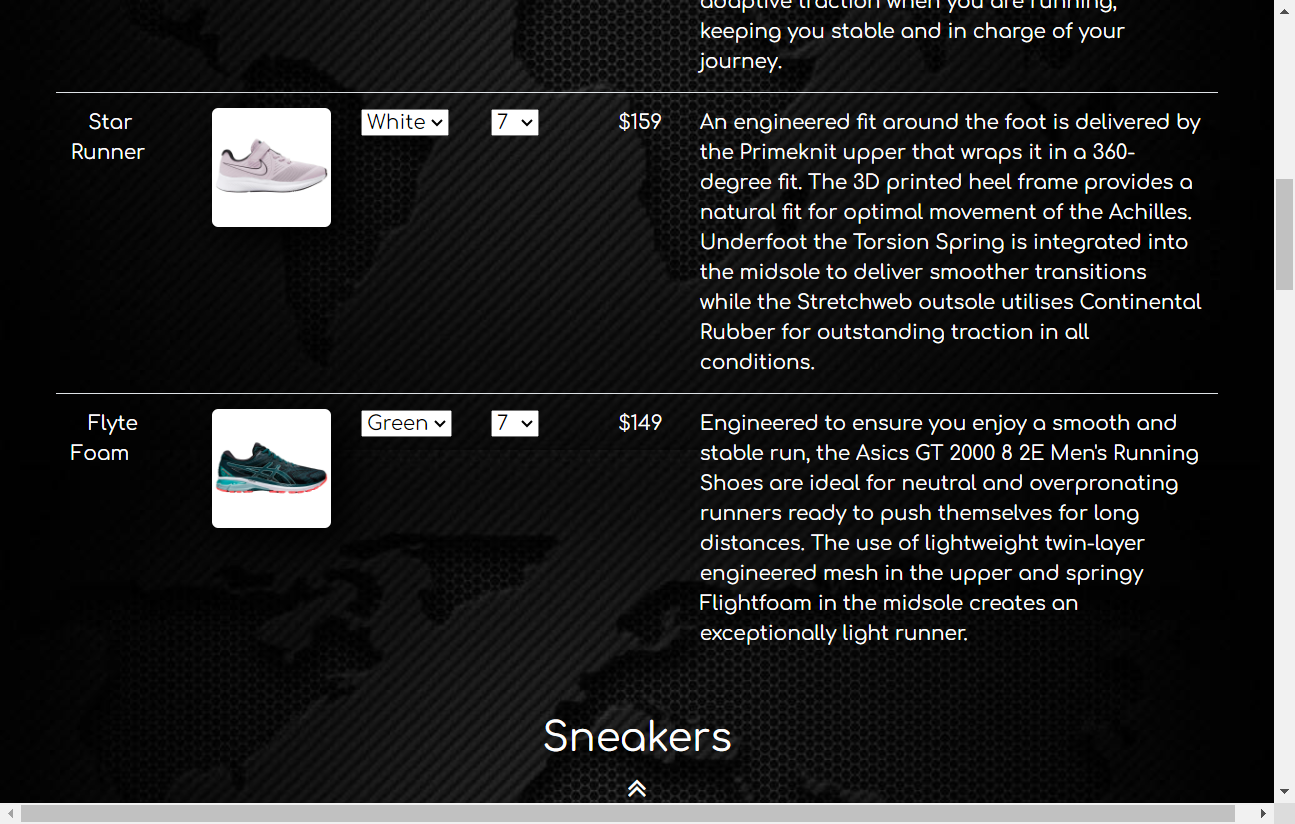 adaptive traction when you are running,
keeping you stable and in charge of your
journey.
Star
Runner
White
7
$159
An engineered fit around the foot is delivered by
the Primeknit upper that wraps it in a 360-
degree fit. The 3D printed heel frame provides a
natural fit for optimal movement of the Achilles.
Underfoot the Torsion Spring is integrated into
the midsole to deliver smoother transitions
while the Stretchweb outsole utilises Continental
Rubber for outstanding traction in all
conditions.
Flyte
Foam
Green
7
$149
Engineered to ensure you enjoy a smooth and
stable run, the Asics GT 2000 8 2E Men's Running
Shoes are ideal for neutral and overpronating
runners ready to push themselves for long
distances. The use of lightweight twin-layer
engineered mesh in the upper and springy
Flightfoam in the midsole creates an
exceptionally light runner.
Sneakers